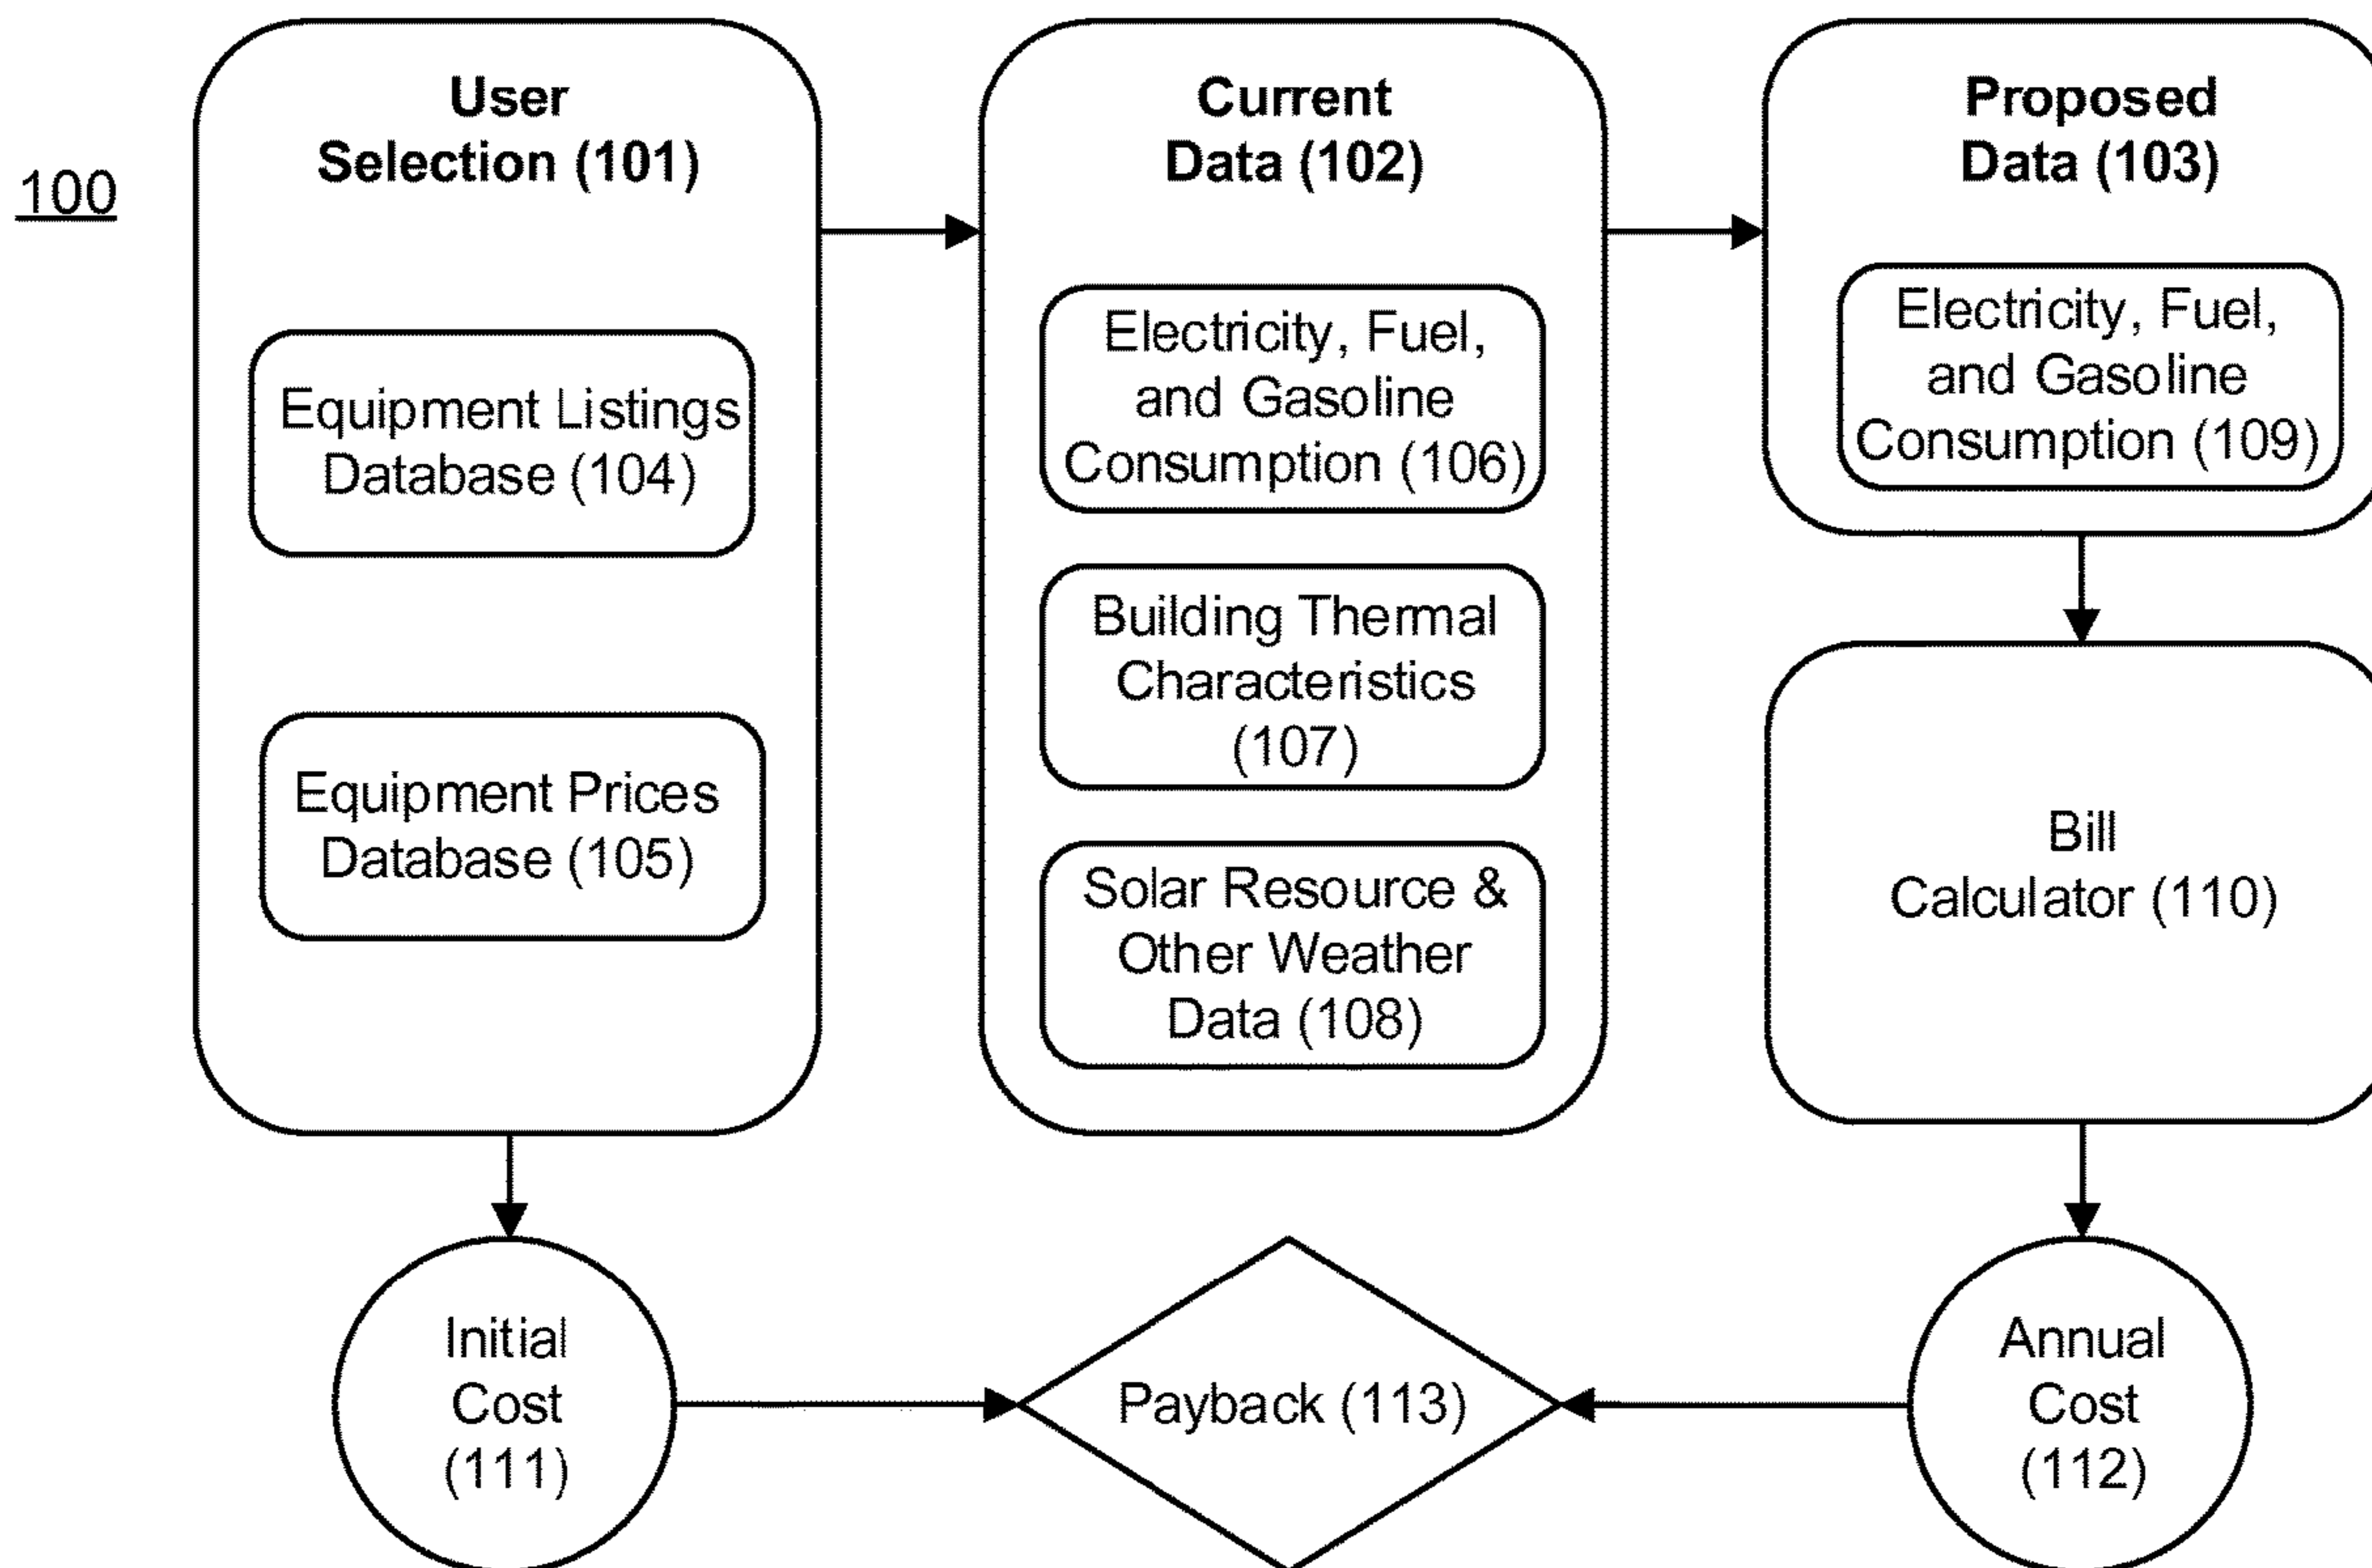 100
User
Selection (101)
Equipment Listings
Database (104)
Equipment Prices
Database (105)
Current
Data (102)
Electricity, Fuel,
and Gasoline
Consumption (106)
Building Thermal
Characteristics
(107)
Solar Resource &
Other Weather
Data (108)
Proposed
Data (103)
Electricity, Fuel,
and Gasoline
Consumption (109)
Bill
Calculator (110)
Initial
Cost
(111)
Payback (113)
Annual
Cost
(112)